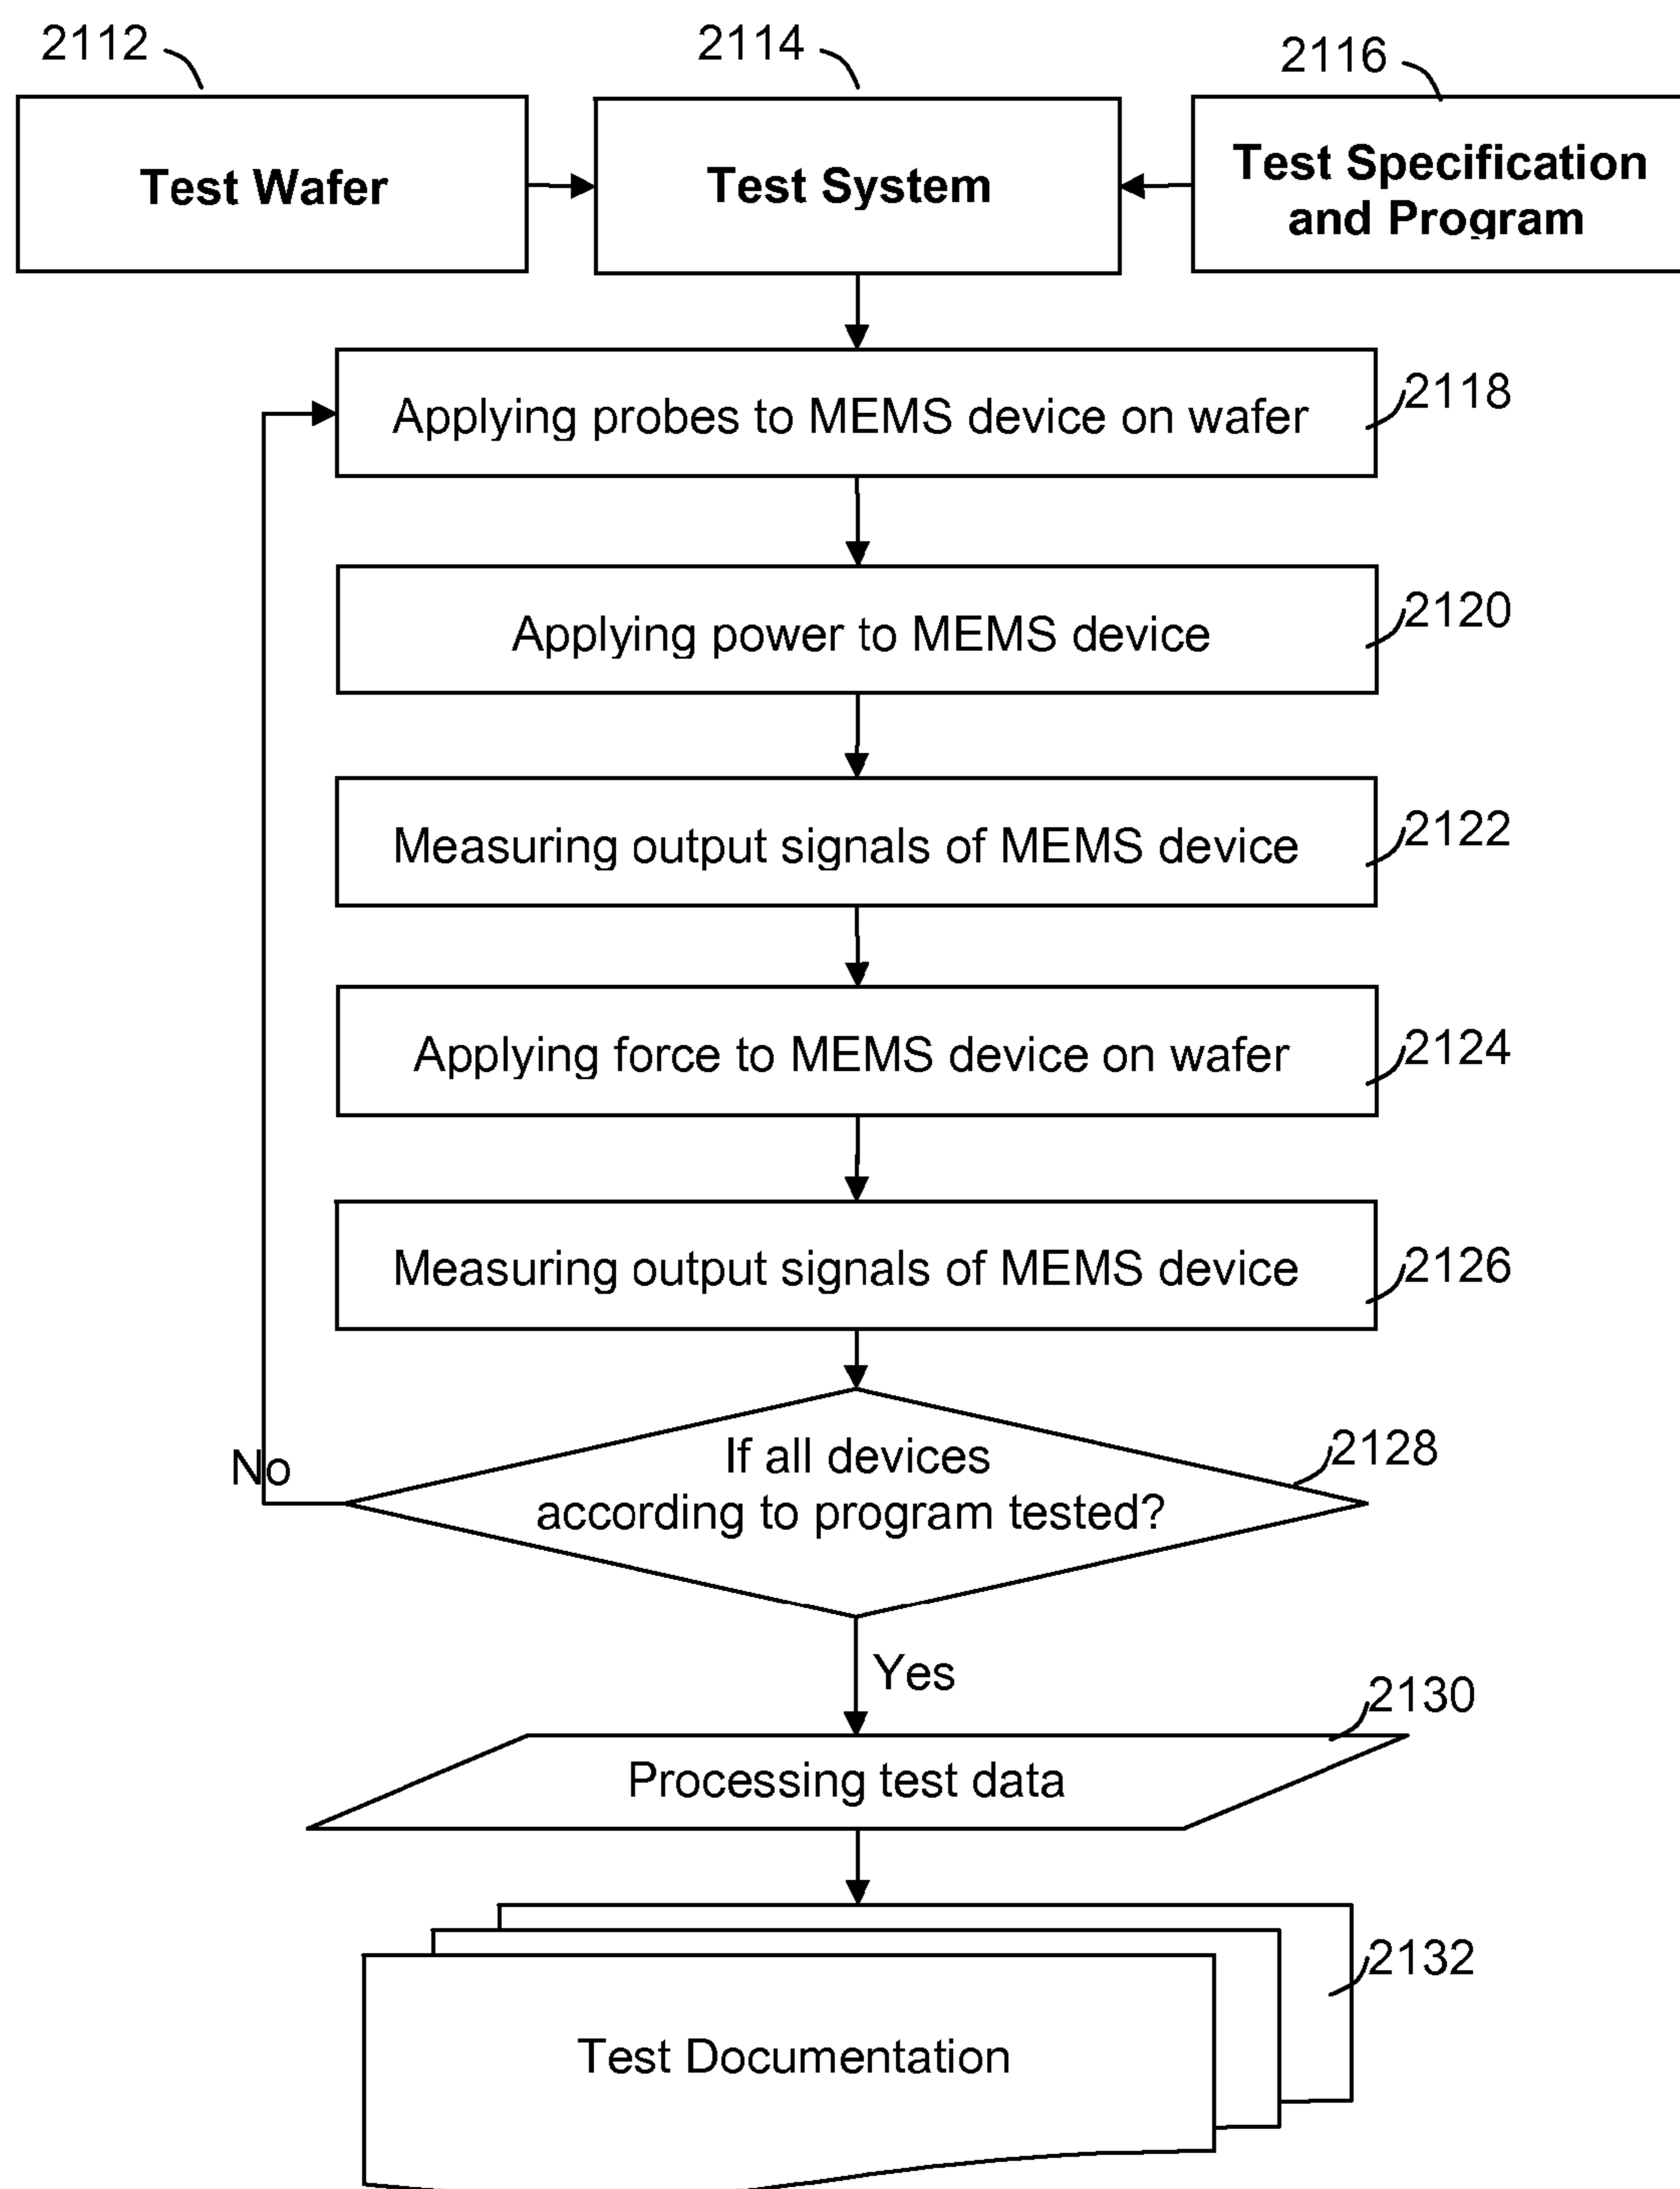 2112
2114
2116
Test Wafer
Test System
Test Specification
and Program
Applying probes to MEMS device on wafer
2118
Applying power to MEMS device
2120
Measuring output signals of MEMS device
2122
Applying force to MEMS device on wafer
2124
Measuring output signals of MEMS device
2126
If all devices
according to program tested?
2128
No
Yes
2130
Processing test data
2132
Test Documentation